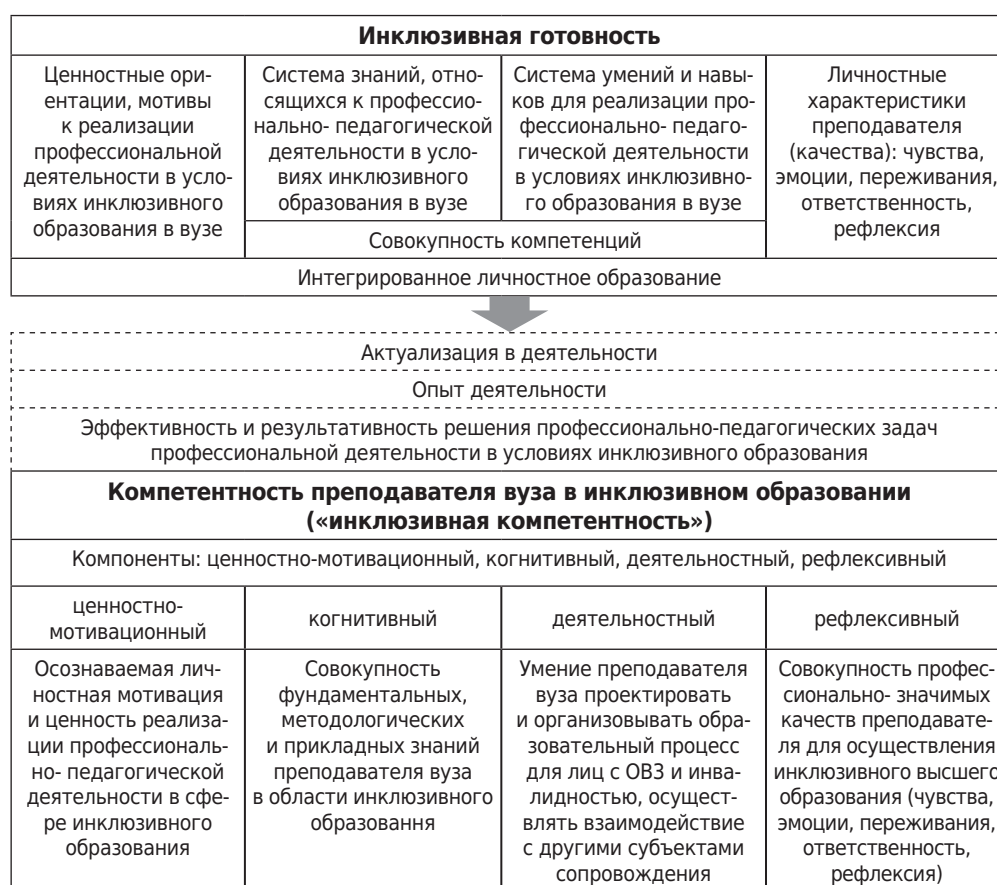 Инклюзивная готовность
Ценностные ори-
ентации, мотивы
к реализации
профессиональной
деятельности в усло-
виях инклюзивного
образования в вузе
Система знаний, отно-
сящихся к профессио-
нально- педагогической
деятельности в усло-
виях инклюзивного
образования в вузе
Система умений и навы-
ков для реализации про-
фессионально- педаго-
гической деятельности
в условиях инклюзивно-
го образования в вузе
Личностные
характеристики
преподавателя
(качества): чувства,
эмоции, переживания,
ответственность,
рефлексия
Совокупность компетенций
Интегрированное личностное образование
Актуализация в деятельности
Опыт деятельности
Эффективность и результативность решения профессионально-педагогических задач
профессиональной деятельности в условиях инклюзивного образования
Компетентность преподавателя вуза в инклюзивном образовании
(«инклюзивная компетентность»)
Компоненты: ценностно-мотивационный, когнитивный, деятельностный, рефлексивный
ценностно-
мотивационный
когнитивный
деятельностный
рефлексивный
Осознаваемая лич-
ностная мотивация
и ценность реализа-
ции профессиональ-
но- педагогической
деятельности в сфе-
ре инклюзивного
образования
Совокупность
фундаментальных,
методологических
и прикладных знаний
преподавателя вуза
в области инклюзивного
образованння
Умение преподавателя
вуза проектировать
и организовывать обра-
зовательный процесс
для лиц с ОВЗ и инва-
лидностью, осущест-
влять взаимодействие
с другими субъектами
сопровождения
Совокупность профес-
сионально- значимых
качеств преподавате-
ля для осуществления
инклюзивного высшего
образования (чувства,
эмоции, переживания,
ответственность,
рефлексия)